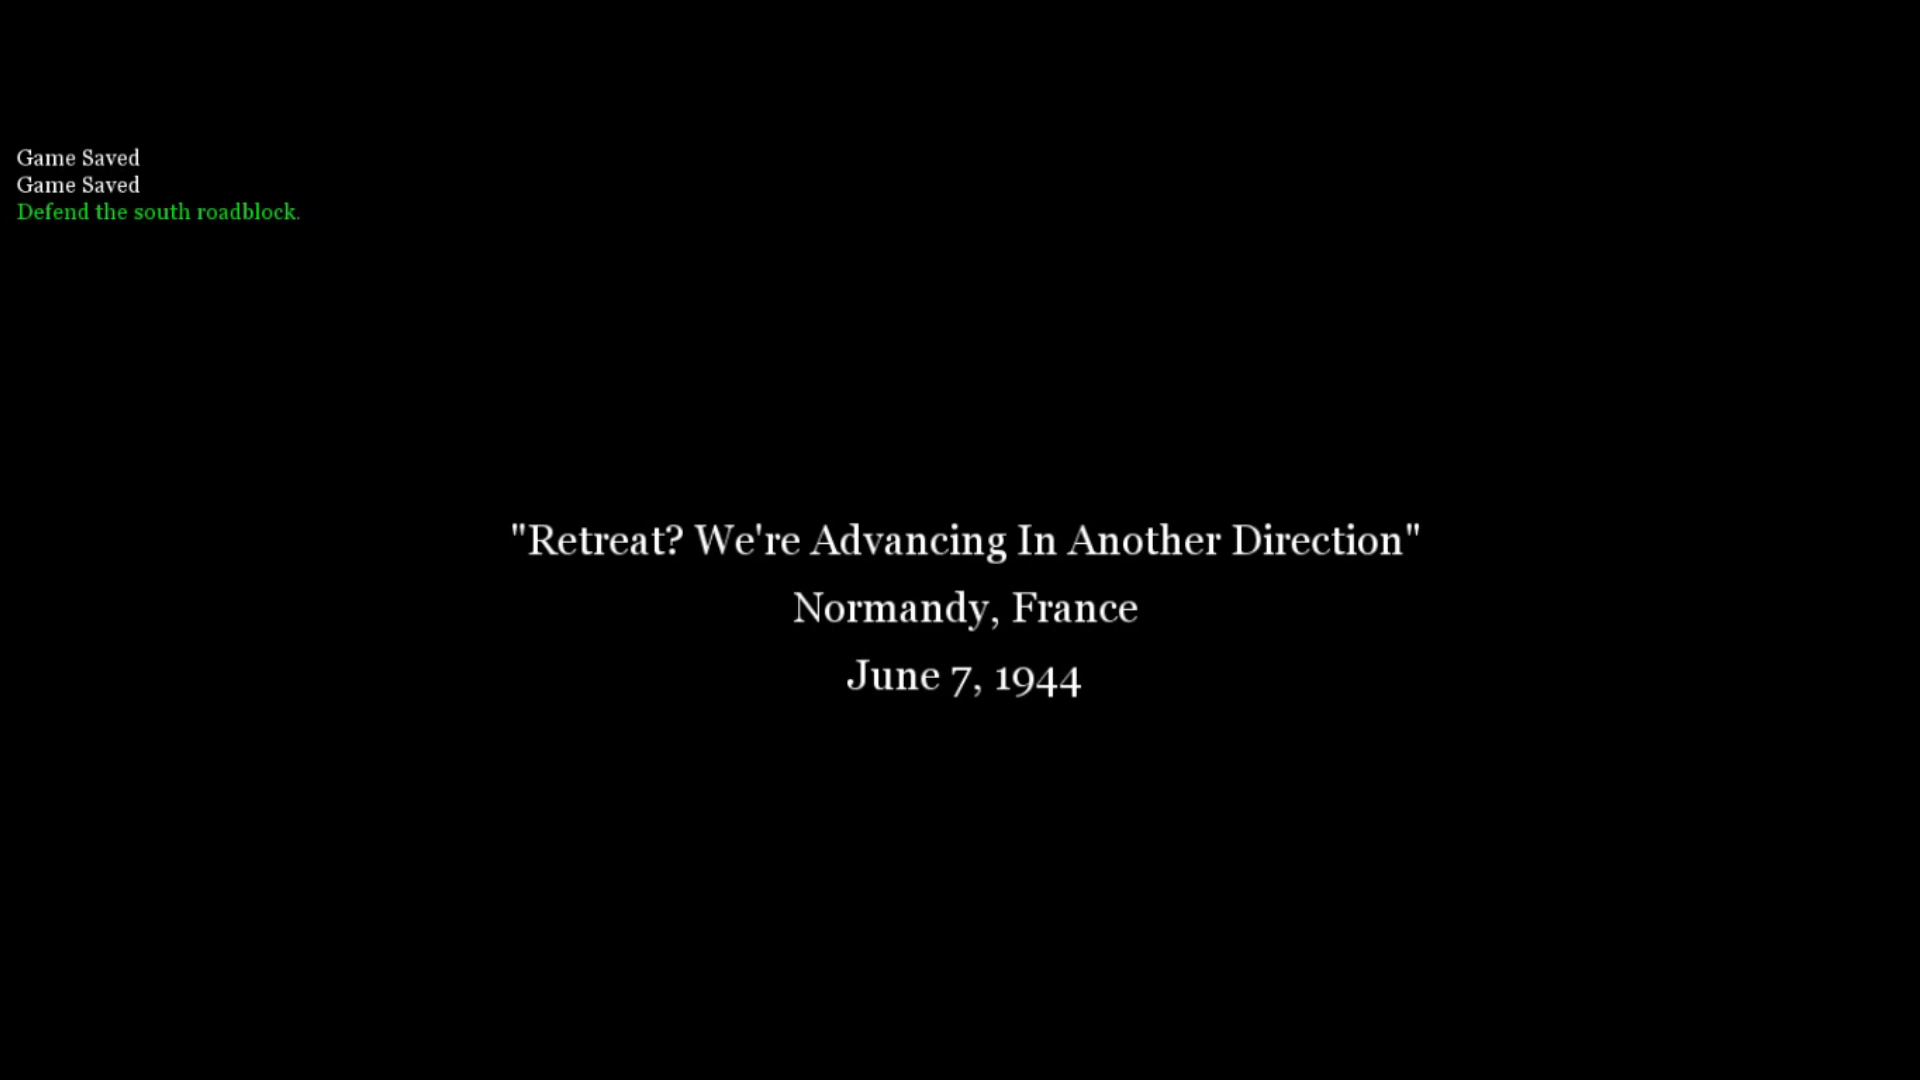 Game Saved
Game Saved
Defend the south roadblock.
"Retreat? We're Advancing In Another Direction"
Normandy, France
June 7, 1944